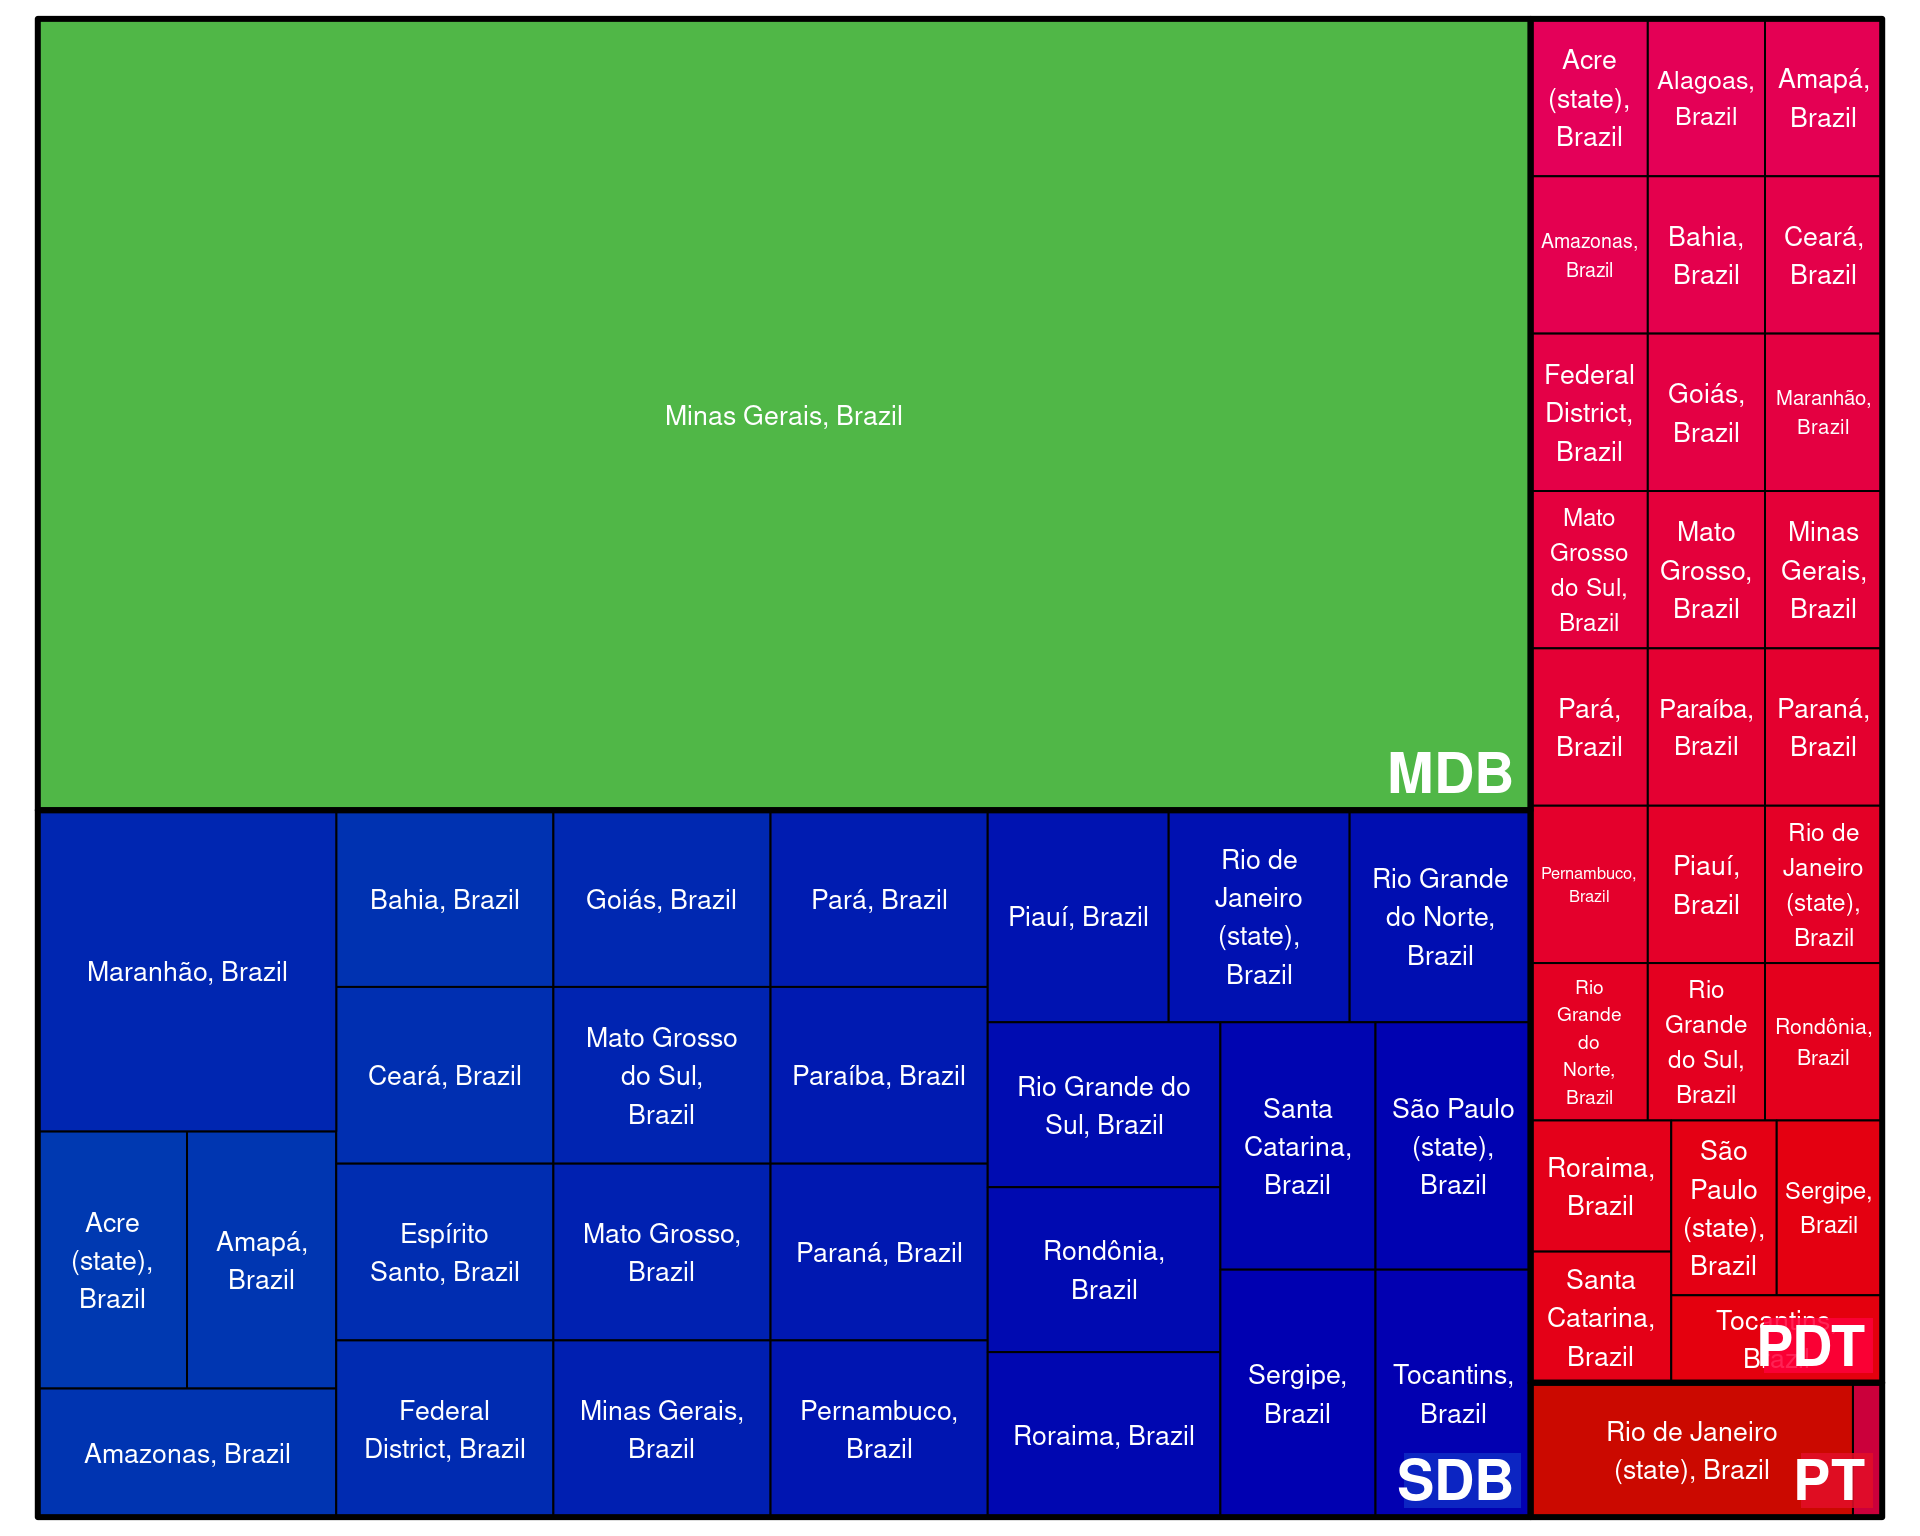 Minas Gerais, Brazil
MDB
Maranhão, Brazil
Acre
(state),
Brazil
Amapá,
Brazil
Amazonas, Brazil
Bahia, Brazil
Ceará, Brazil
Espírito
Santo, Brazil
Federal
District, Brazil
Goiás, Brazil
Mato Grosso
do Sul,
Brazil
Mato Grosso,
Brazil
Minas Gerais,
Brazil
Pará, Brazil
Paraíba, Brazil
Paraná, Brazil
Pernambuco,
Brazil
Piauí, Brazil
Rio de
Janeiro
(state),
Brazil
Rio Grande
do Norte,
Brazil
Rio Grande do
Sul, Brazil
Rondônia,
Brazil
Roraima, Brazil
Santa
Catarina,
Brazil
São Paulo
(state),
Brazil
Sergipe,
Brazil
Tocantins,
Brazil
SDB
Acre
(state),
Brazil
Alagoas,
Brazil
Amapá,
Brazil
Amazonas,
Brazil
Bahia,
Brazil
Ceará,
Brazil
Federal
District,
Brazil
Goiás,
Brazil
Maranhão,
Brazil
Mato
Grosso
do Sul,
Brazil
Mato
Grosso,
Brazil
Minas
Gerais,
Brazil
Pará,
Brazil
Paraíba,
Brazil
Paraná,
Brazil
Pernambuco,
Brazil
Piauí,
Brazil
Rio de
Janeiro
(state),
Brazil
Rio
Grande
do
Norte,
Brazil
Rio
Grande
do Sul,
Brazil
Rondônia,
Brazil
Roraima,
Brazil
São
Paulo
(state),
Brazil
Sergipe,
Brazil
Santa
Catarina,
Brazil
Tocantins,
Brazil
PDT
Rio de Janeiro
(state), Brazil
PT